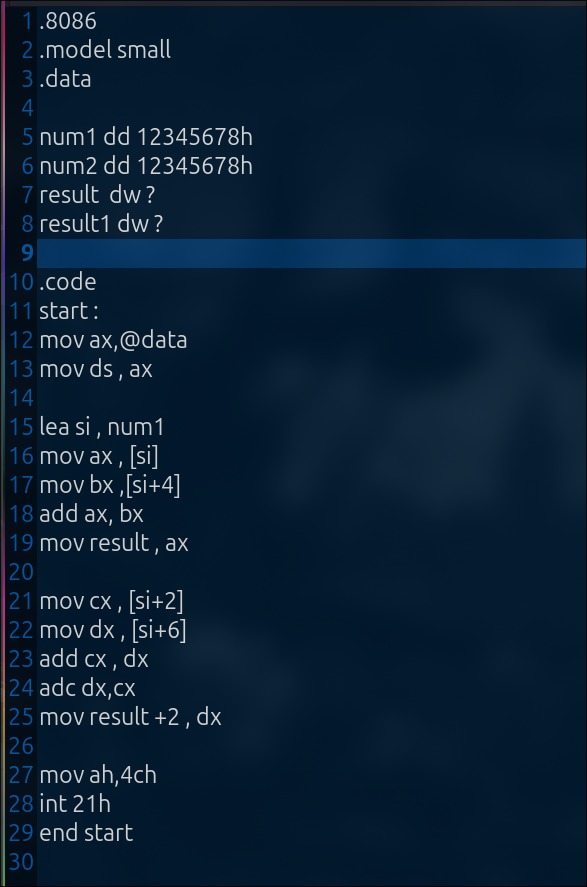 1 .8086
2 .model small
3 .data
4
5 num1 dd 12345678h
6 num2 dd 12345678h
7 result  dw ?
8 result1 dw ?
9
10 .code
11 start :
12 mov ax,@data
13 mov ds , ax
14
15 lea si , num1
16 mov ax , [si]
17 mov bx ,[si+4]
18 add ax, bx
19 mov result , ax
20
21 mov cx , [si+2]
22 mov dx , [si+6]
23 add cx , dx
24 adc dx,cx
25 mov result +2 , dx
26
27 mov ah,4ch
28 int 21h
29 end start
30